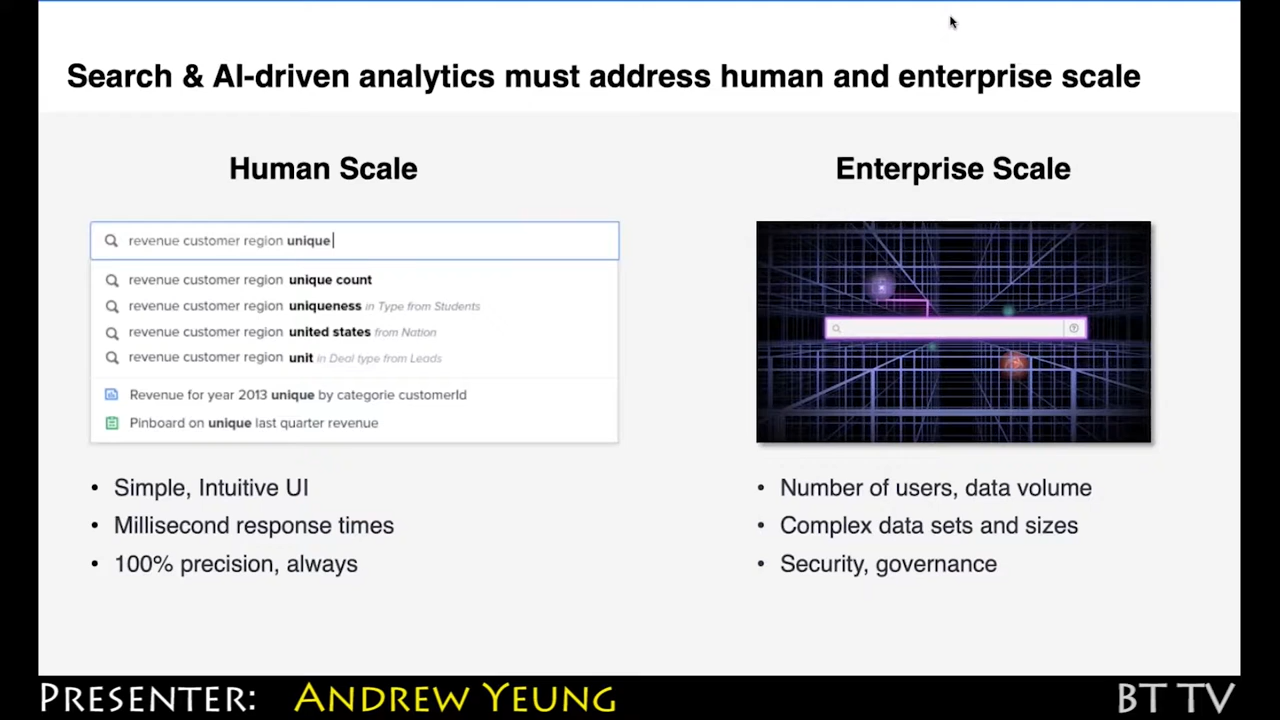 Search & AI-driven analytics must address human and enterprise scale
Human Scale
revenue customer region unique
revenue customer region unique count
revenue customer region uniqueness in Type from Students
revenue customer region united states from Nation
revenue customer region unit in Deal type from Leads
Revenue for year 2013 unique by categorie customerId
Pinboard on unique last quarter revenue
• Simple, Intuitive UI
• Millisecond response times
• 100% precision, always
Enterprise Scale
• Number of users, data volume
• Complex data sets and sizes
• Security, governance
PRESENTER: ANDREW YEUNG
BT TV